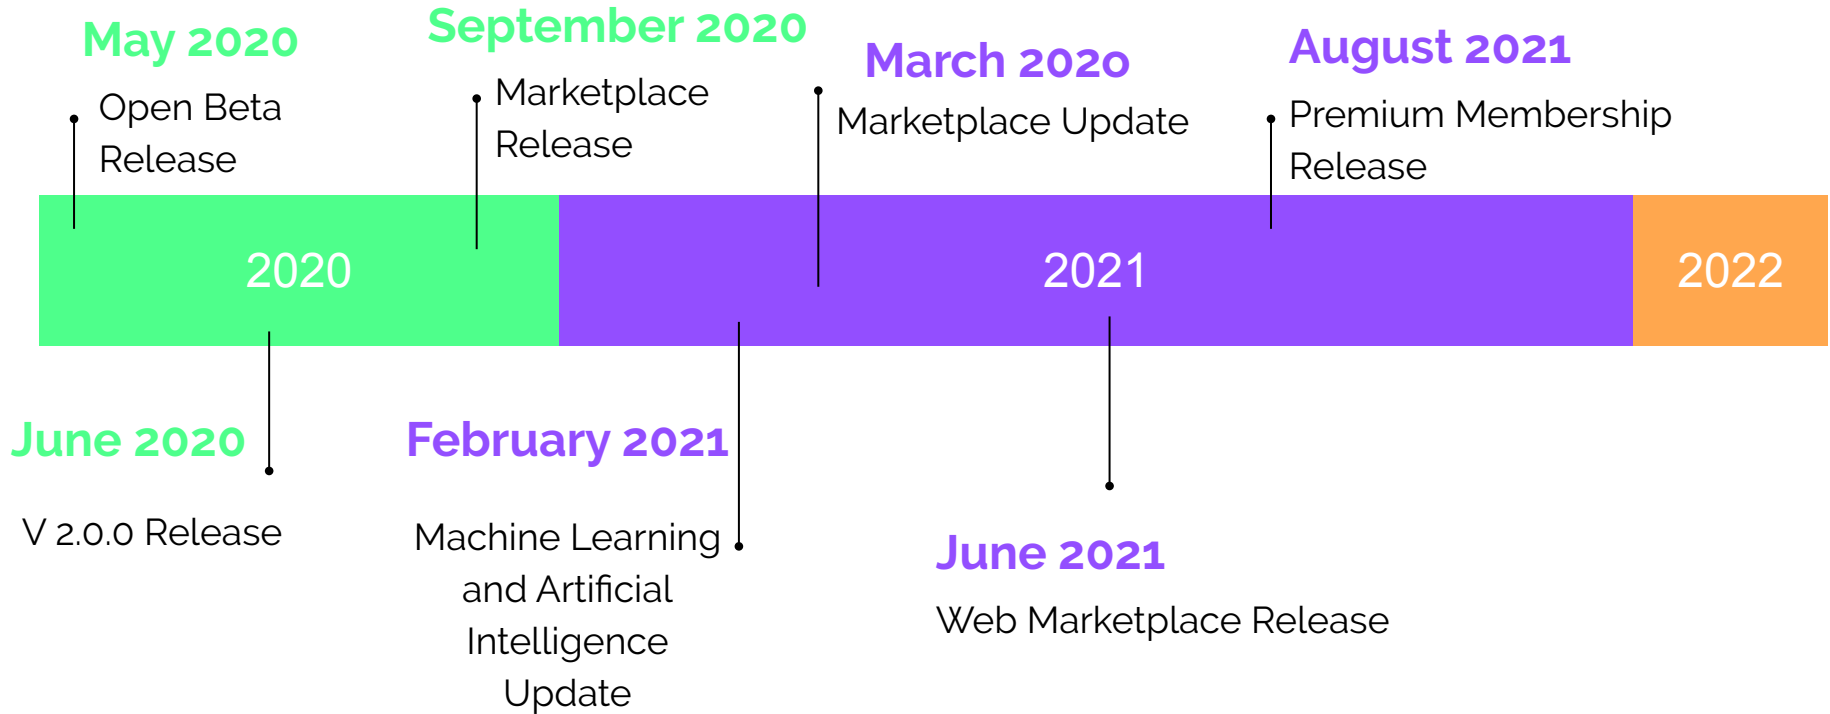 May 2020
Open Beta
Release
September 2020
Marketplace
Release
March 2020
Marketplace Update
August 2021
Premium Membership
Release
2020
2021
2022
June 2020
V 2.0.0 Release
February 2021
Machine Learning
and Artificial
Intelligence
Update
June 2021
Web Marketplace Release